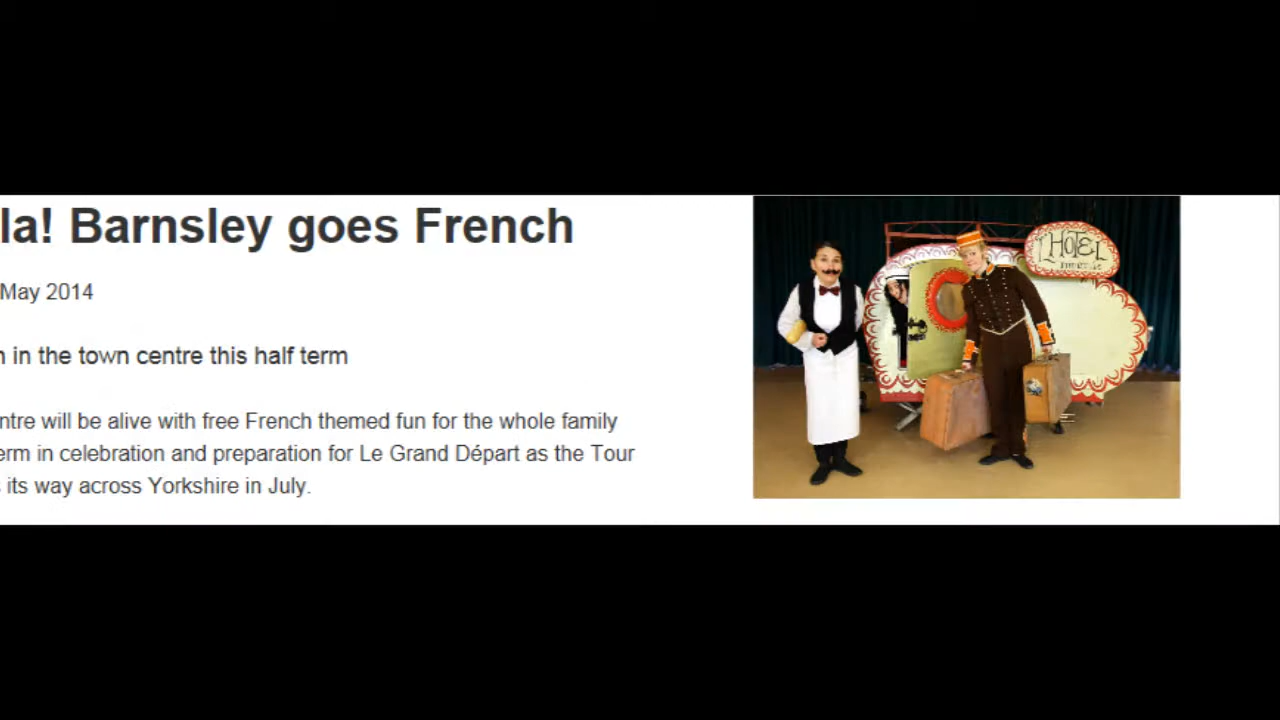 la! Barnsley goes French
May 2014
n in the town centre this half term
ntre will be alive with free French themed fun for the whole family
erm in celebration and preparation for Le Grand Départ as the Tour
s its way across Yorkshire in July.
L'HOTEL